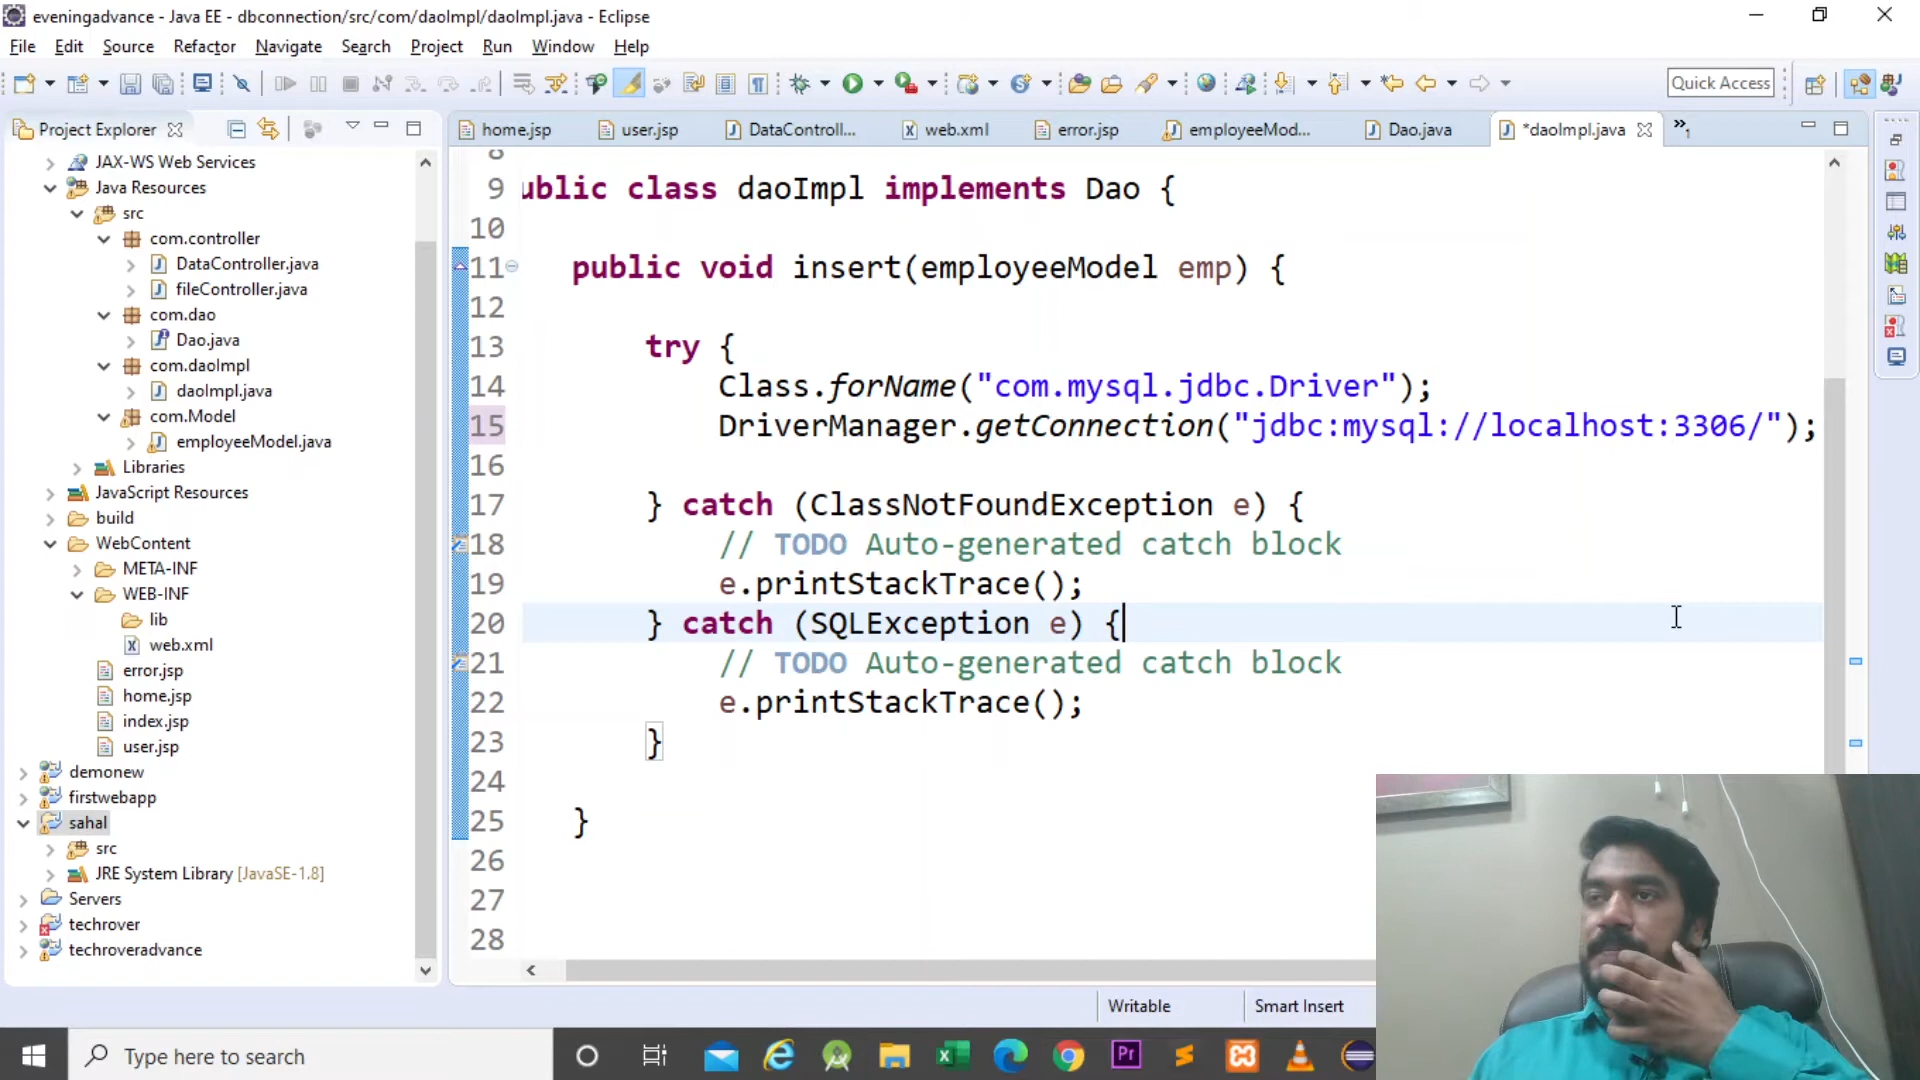 eveningadvance - Java EE - dbconnection/src/com/daoImpl/daoImpl.java - Eclipse
File Edit Source Refactor Navigate Search Project Run Window Help
Quick Access
Project Explorer
home.jsp user.jsp DataControll... web.xml error.jsp employeeMod... Dao.java *daoImpl.java »1
JAX-WS Web Services
Java Resources
src
com.controller
DataController.java
fileController.java
com.dao
Dao.java
com.daoImpl
daoImpl.java
com.Model
employeeModel.java
Libraries
JavaScript Resources
build
WebContent
META-INF
WEB-INF
lib
web.xml
error.jsp
home.jsp
index.jsp
user.jsp
demonew
firstwebapp
sahal
src
JRE System Library [JavaSE-1.8]
Servers
techrover
techroveradvance
8
9 ublic class daoImpl implements Dao {
10
11 public void insert(employeeModel emp) {
12
13 try {
14 Class.forName("com.mysql.jdbc.Driver");
15 DriverManager.getConnection("jdbc:mysql://localhost:3306/");
16
17 } catch (ClassNotFoundException e) {
18 // TODO Auto-generated catch block
19 e.printStackTrace();
20 } catch (SQLException e) {
21 // TODO Auto-generated catch block
22 e.printStackTrace();
23 }
24
25 }
26
27
28
Writable Smart Insert
Type here to search
Pr